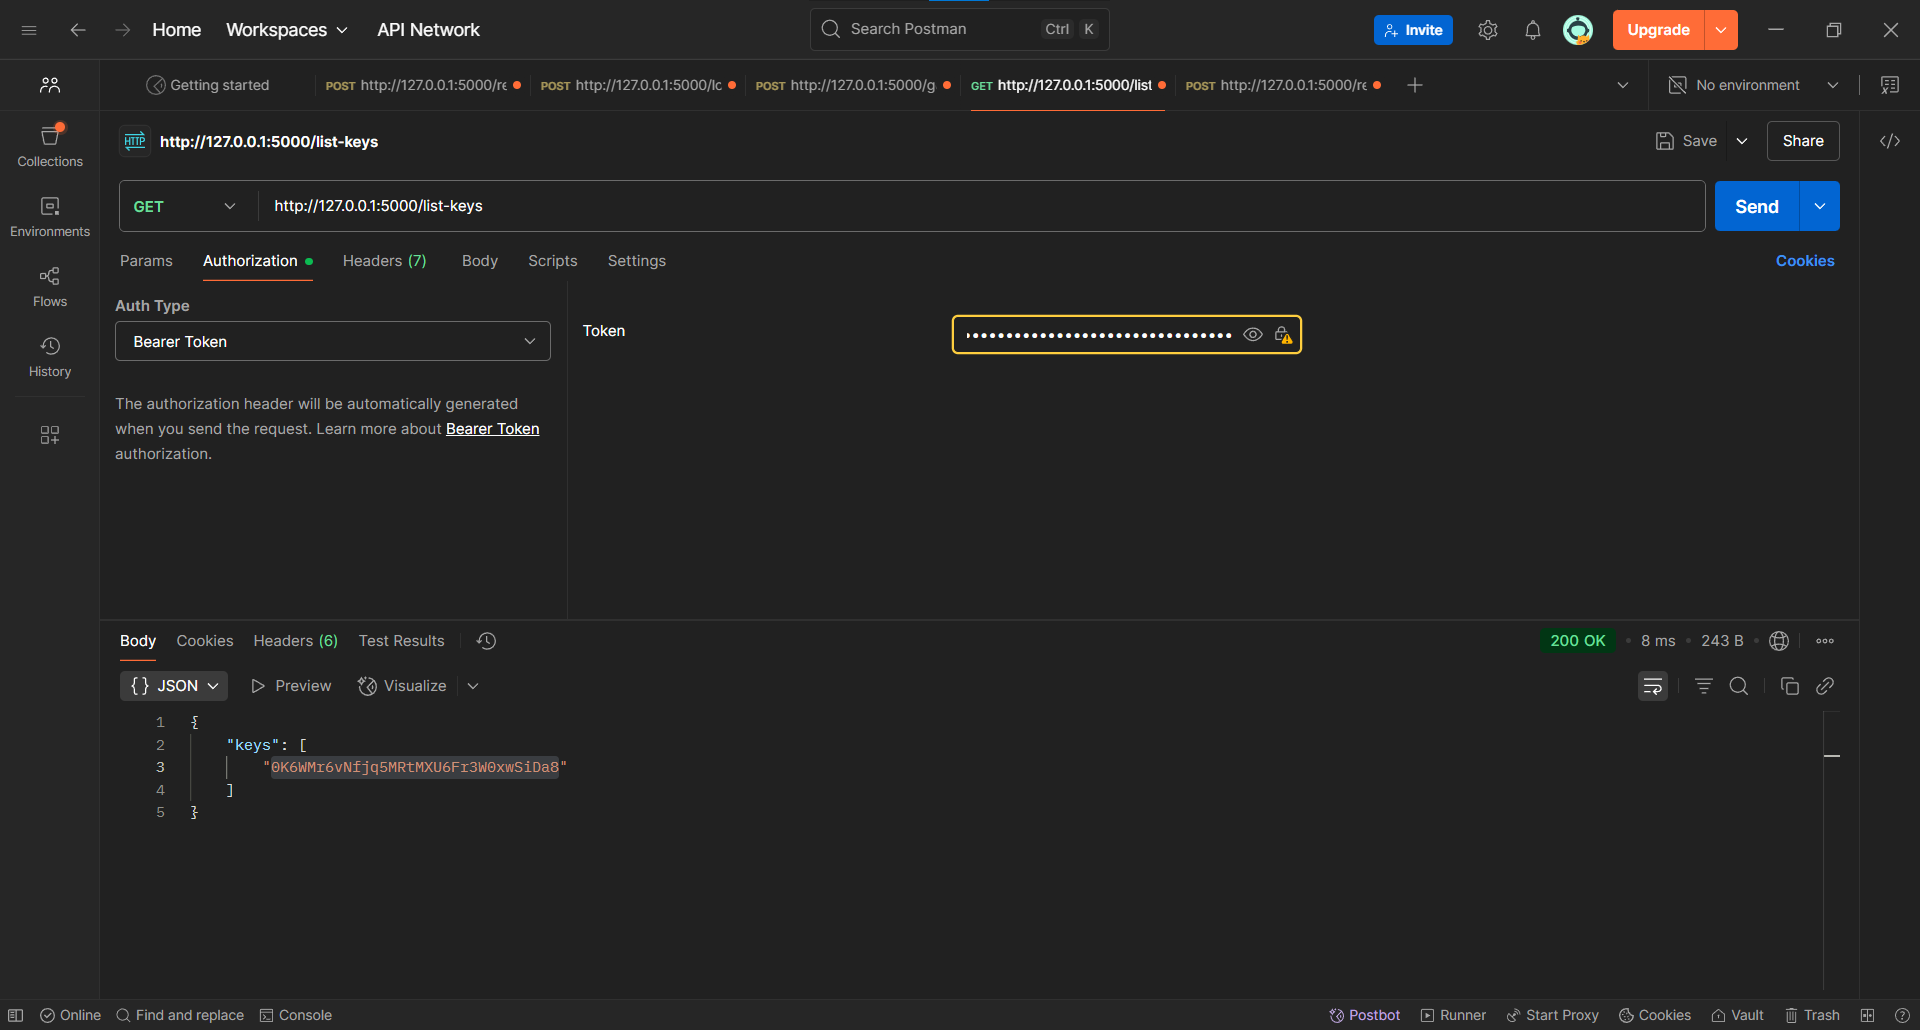 Home Workspaces API Network Search Postman Ctrl K Invite Upgrade
Getting started POST http://127.0.0.1:5000/re POST http://127.0.0.1:5000/lo POST http://127.0.0.1:5000/g GET http://127.0.0.1:5000/list POST http://127.0.0.1:5000/re No environment
Collections
Environments
Flows
History
HTTP http://127.0.0.1:5000/list-keys Save Share
GET http://127.0.0.1:5000/list-keys Send
Params Authorization Headers (7) Body Scripts Settings Cookies
Auth Type
Bearer Token
Token
The authorization header will be automatically generated
when you send the request. Learn more about Bearer Token
authorization.
Body Cookies Headers (6) Test Results 200 OK 8 ms 243 B
{} JSON Preview Visualize
1 {
2 "keys": [
3 "0K6WMr6vNfjq5MRtMXU6Fr3W0xwSiDa8"
4 ]
5 }
Online Find and replace Console Postbot Runner Start Proxy Cookies Vault Trash